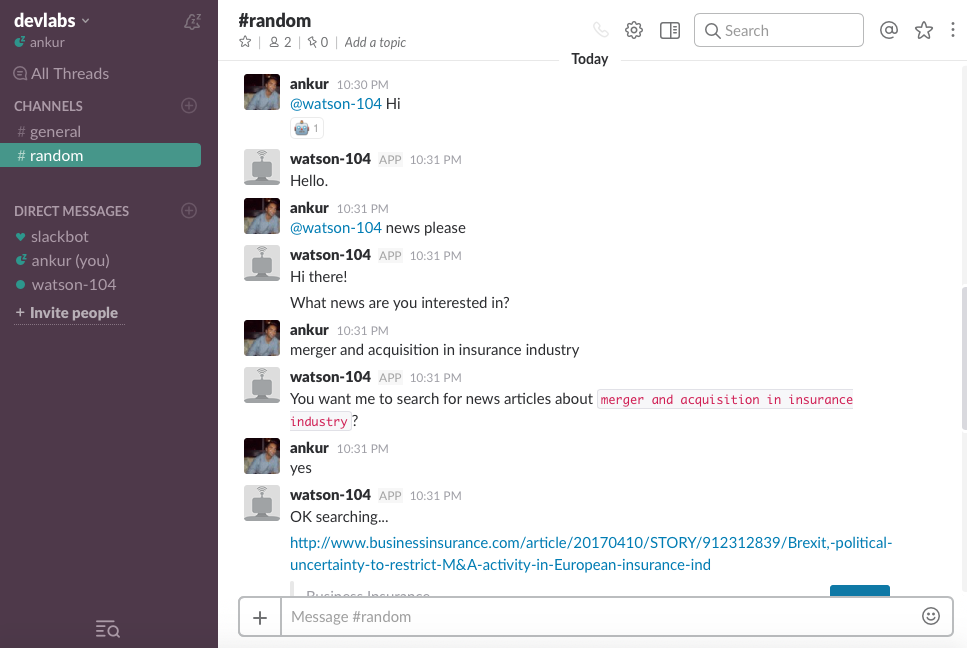 devlabs
ankur
All Threads
CHANNELS
# general
# random
DIRECT MESSAGES
slackbot
ankur (you)
watson-104
+ Invite people
#random
2 | 0 | Add a topic
Search
Today
ankur 10:30 PM
@watson-104 Hi
1
watson-104 APP 10:31 PM
Hello.
ankur 10:31 PM
@watson-104 news please
watson-104 APP 10:31 PM
Hi there!
What news are you interested in?
ankur 10:31 PM
merger and acquisition in insurance industry
watson-104 APP 10:31 PM
You want me to search for news articles about merger and acquisition in insurance
industry?
ankur 10:31 PM
yes
watson-104 APP 10:31 PM
OK searching...
http://www.businessinsurance.com/article/20170410/STORY/912312839/Brexit,-political-
uncertainty-to-restrict-M&A-activity-in-European-insurance-ind
Business Insurance
Message #random